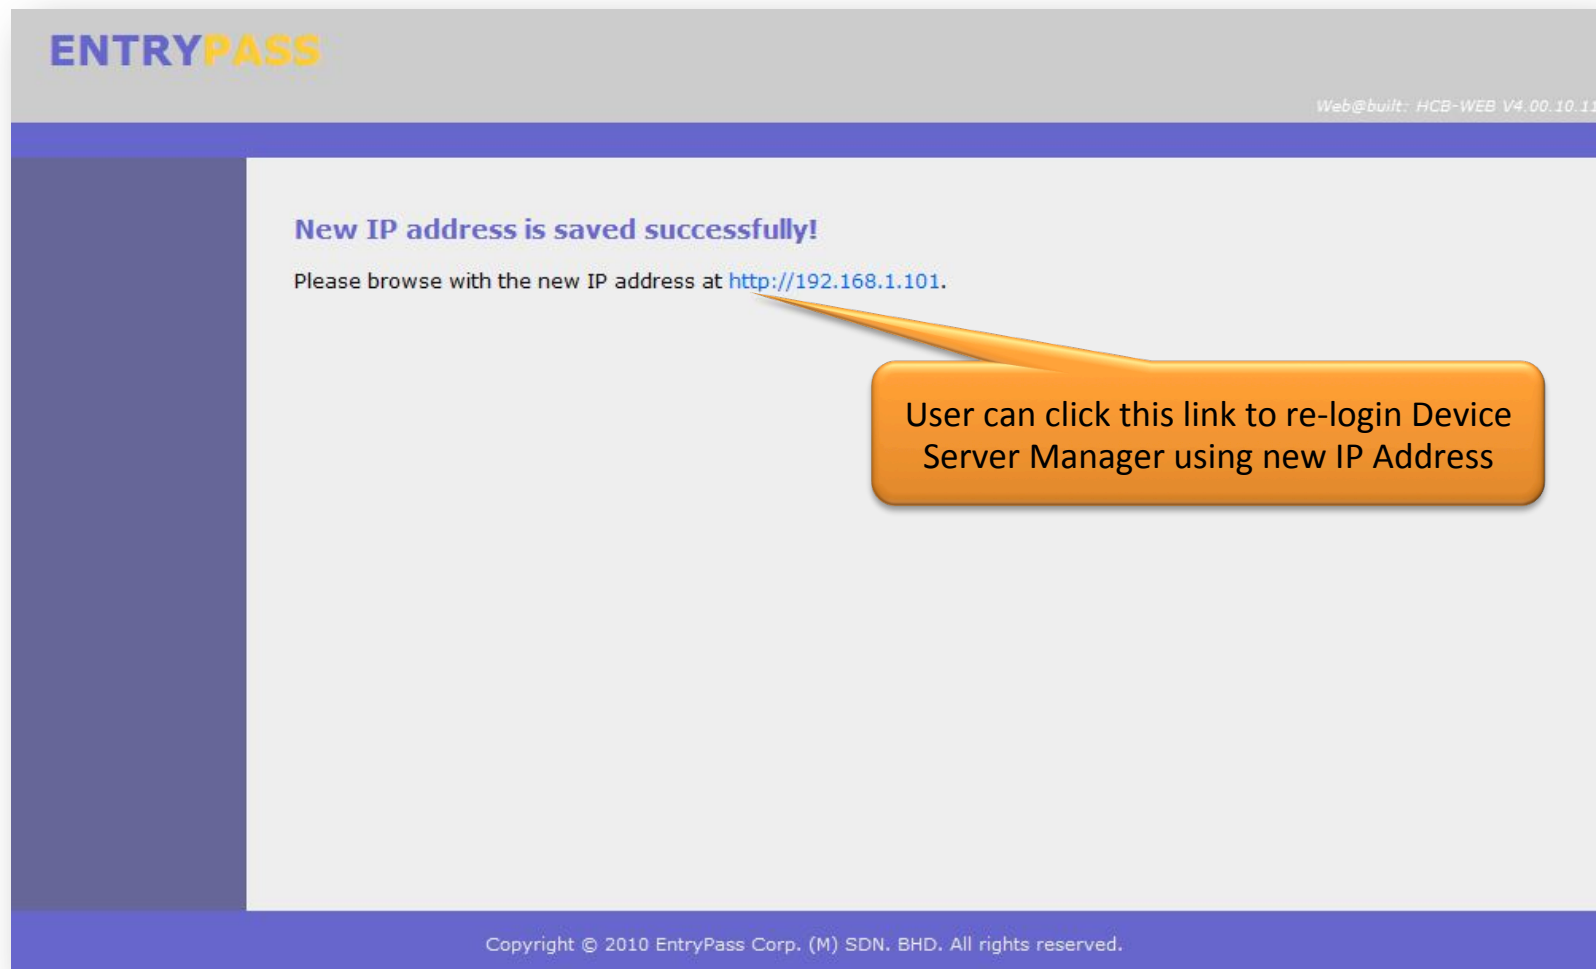 ENTRYPASS
Web@built: HCB-WEB V4.00.10.11
New IP address is saved successfully!
Please browse with the new IP address at http://192.168.1.101.
User can click this link to re-login Device
Server Manager using new IP Address
Copyright © 2010 EntryPass Corp. (M) SDN. BHD. All rights reserved.